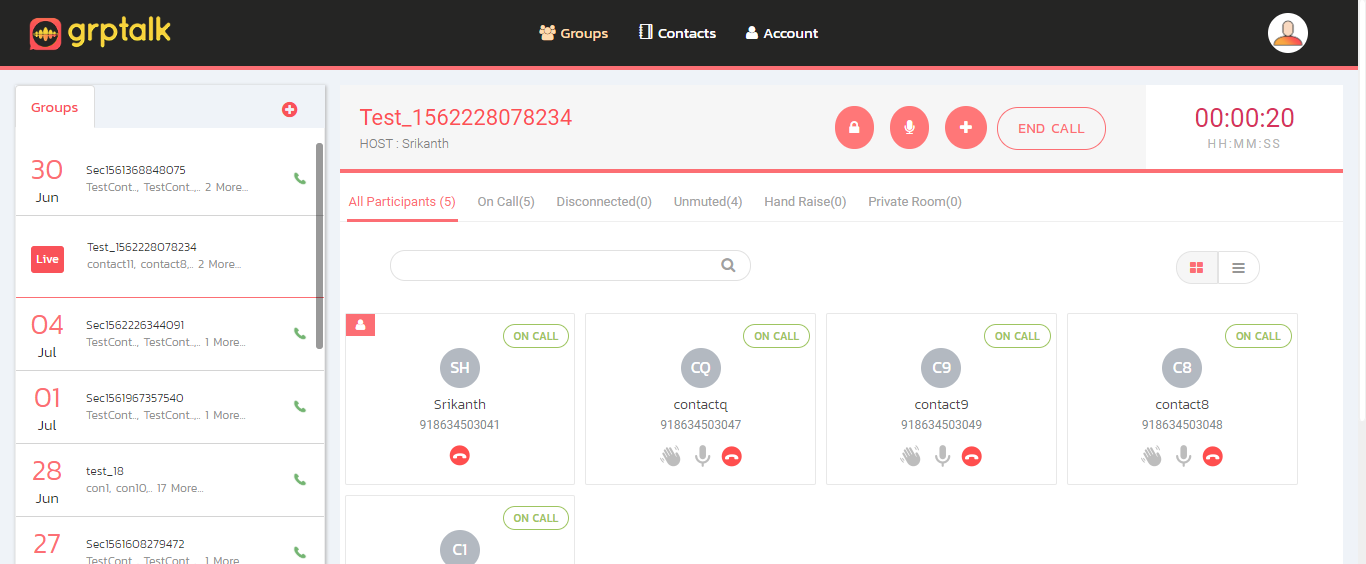 grptalk
Groups
Contacts
Account
Groups
30
Jun
Sec1561368848075
TestCont.., TestCont..,.. 2 More...
Live
Test_1562228078234
contact11, contact8,.. 2 More...
04
Jul
Sec1562226344091
TestCont.., TestCont..,.. 1 More...
01
Jul
Sec1561967357540
TestCont.., TestCont..,.. 1 More...
28
Jun
test_18
con1, con10,.. 17 More...
27
Sec1561608279472
TestCont.., TestCont..,.. 1 More...
Test_1562228078234
HOST : Srikanth
END CALL
00:00:20
HH:MM:SS
All Participants (5)
On Call(5)
Disconnected(0)
Unmuted(4)
Hand Raise(0)
Private Room(0)
ON CALL
SH
Srikanth
918634503041
ON CALL
CQ
contactq
918634503047
ON CALL
C9
contact9
918634503049
ON CALL
C8
contact8
918634503048
ON CALL
C1